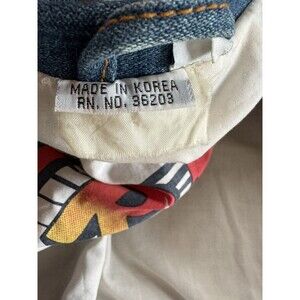 MADE IN KOREA
RN. NO. 36203